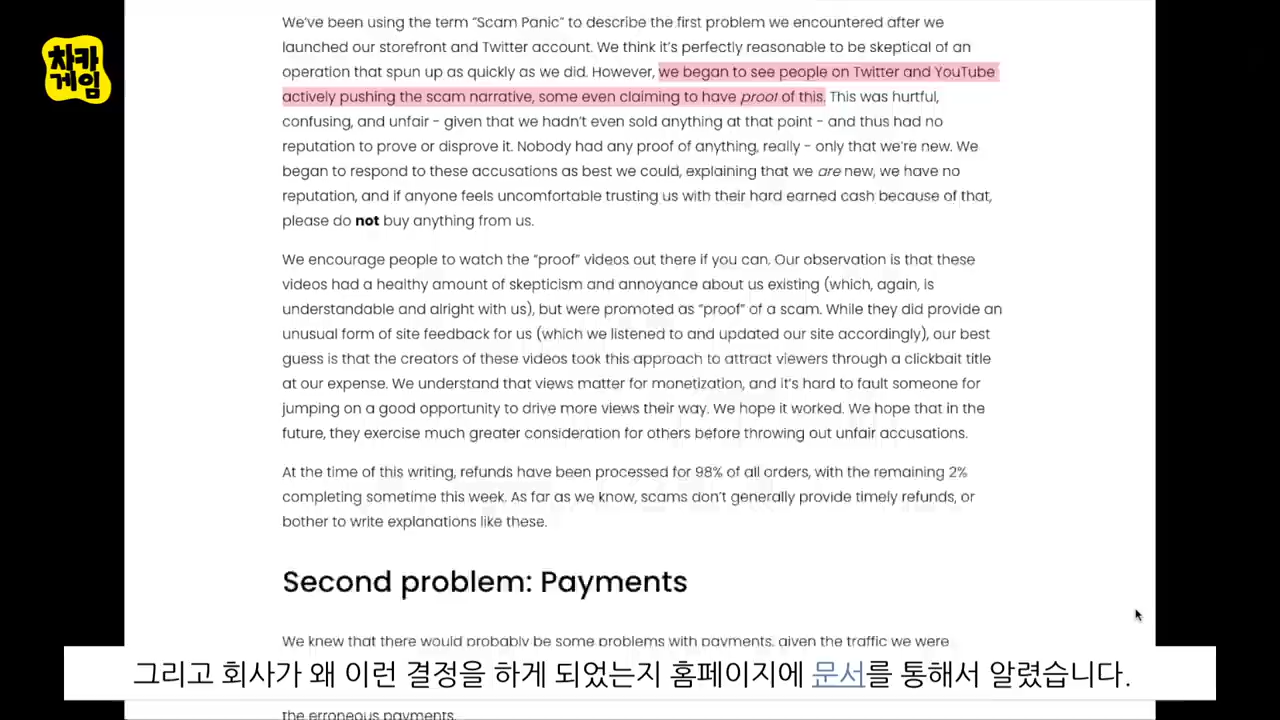 차카
게임
We've been using the term “Scam Panic” to describe the first problem we encountered after we
launched our storefront and Twitter account. We think it's perfectly reasonable to be skeptical of an
operation that spun up as quickly as we did. However, we began to see people on Twitter and YouTube
actively pushing the scam narrative, some even claiming to have proof of this. This was hurtful,
confusing, and unfair - given that we hadn't even sold anything at that point - and thus had no
reputation to prove or disprove it. Nobody had any proof of anything, really - only that we're new. We
began to respond to these accusations as best we could, explaining that we are new, we have no
reputation, and if anyone feels uncomfortable trusting us with their hard earned cash because of that,
please do not buy anything from us.
We encourage people to watch the “proof” videos out there if you can. Our observation is that these
videos had a healthy amount of skepticism and annoyance about us existing (which, again, is
understandable and alright with us), but were promoted as “proof” of a scam. While they did provide an
unusual form of site feedback for us (which we listened to and updated our site accordingly), our best
guess is that the creators of these videos took this approach to attract viewers through a clickbait title
at our expense. We understand that views matter for monetization, and it's hard to fault someone for
jumping on a good opportunity to drive more views their way. We hope it worked. We hope that in the
future, they exercise much greater consideration for others before throwing out unfair accusations.
At the time of this writing, refunds have been processed for 98% of all orders, with the remaining 2%
completing sometime this week. As far as we know, scams don't generally provide timely refunds, or
bother to write explanations like these.
Second problem: Payments
We knew that there would probably be some problems with payments, given the traffic we were
그리고 회사가 왜 이런 결정을 하게 되었는지 홈페이지에 문서를 통해서 알렸습니다.
the erroneous payments.